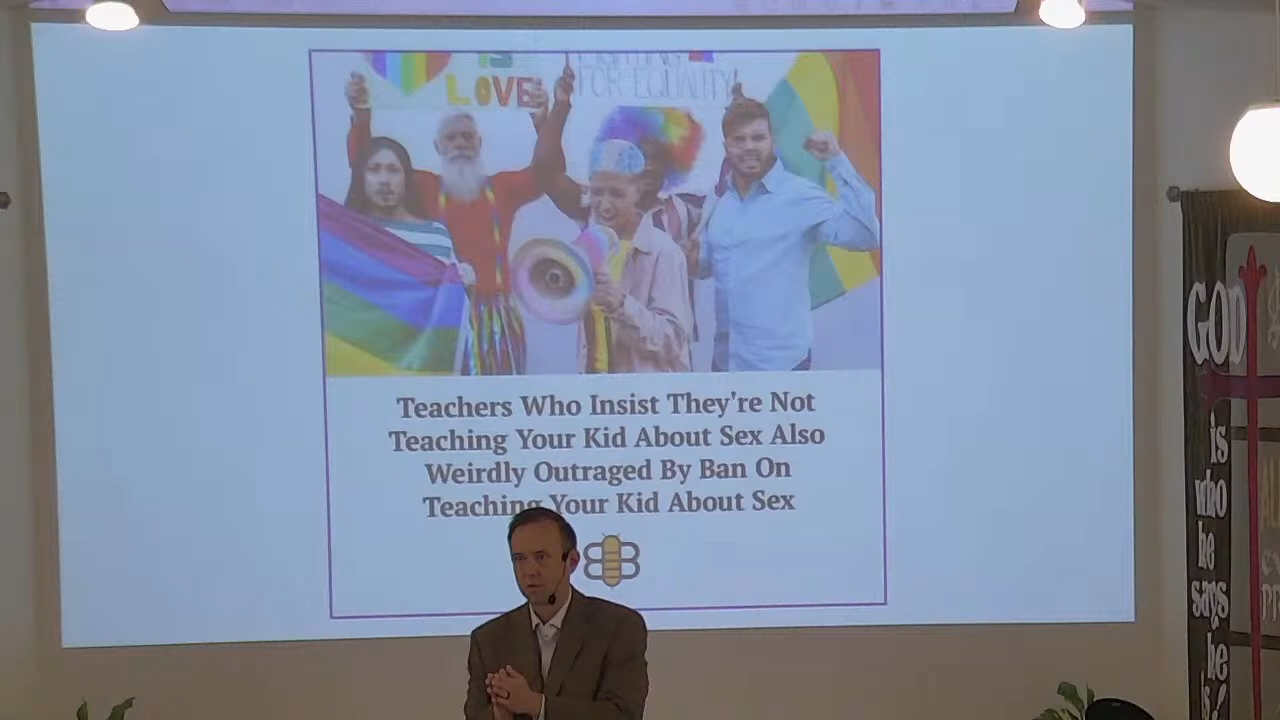 IS
LOVE
FOR EQUALITY
Teachers Who Insist They're Not
Teaching Your Kid About Sex Also
Weirdly Outraged By Ban On
Teaching Your Kid About Sex
GOD
is
who
he
says
he